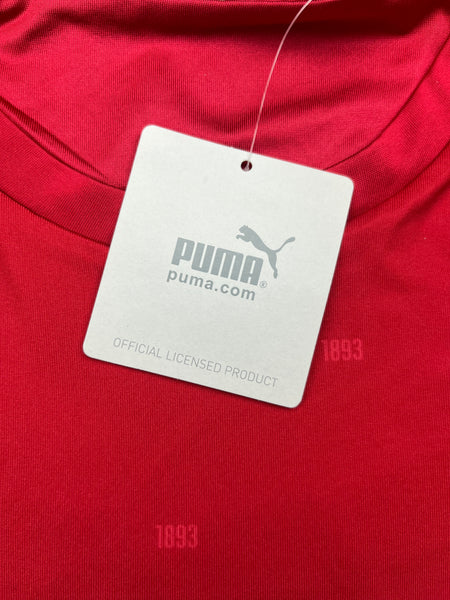 PUMA®
puma.com
OFFICIAL LICENSED PRODUCT
1893
1893